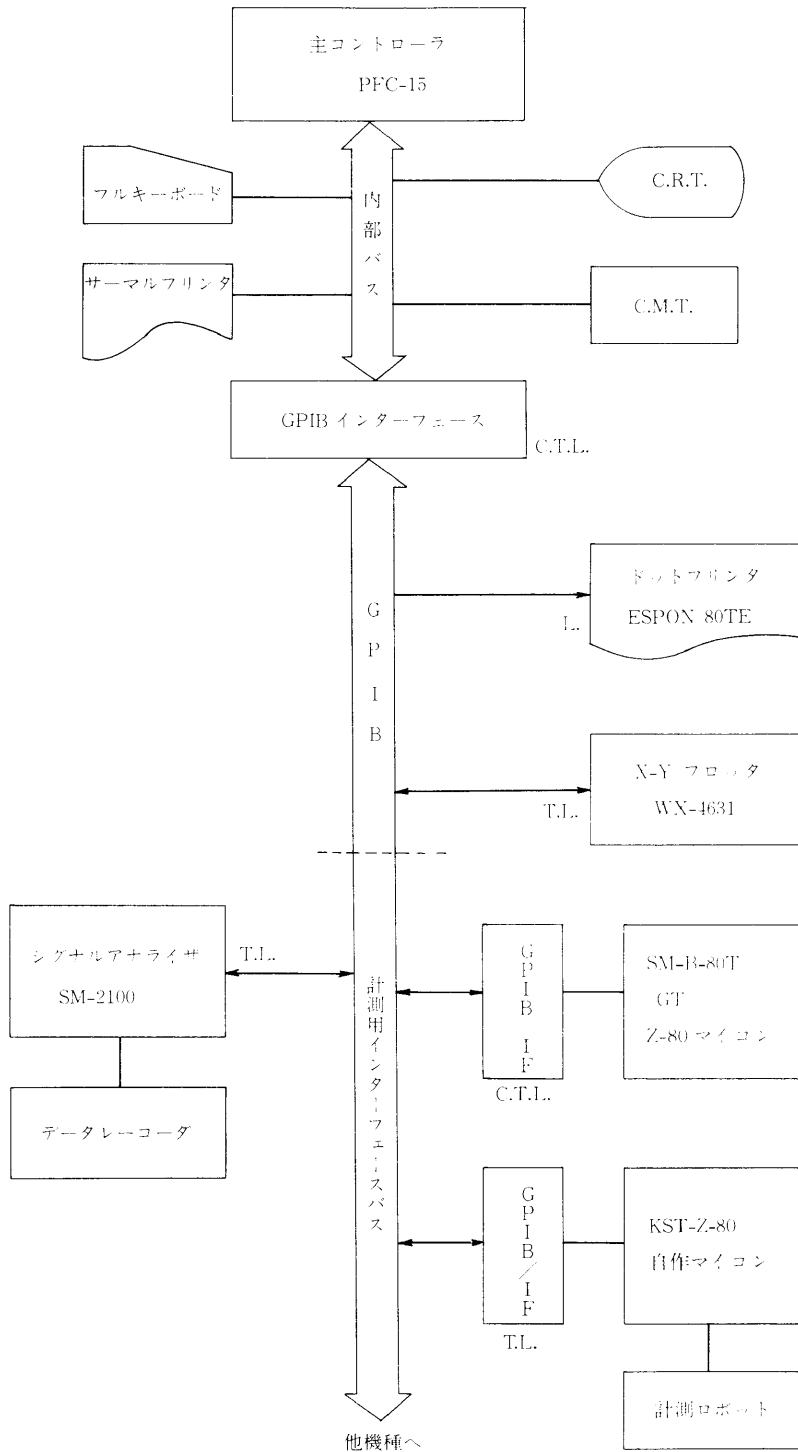 主コントローラ
PFC-15
フルキーボード
内部バス
C.R.T.
サーマルプリンタ
C.M.T.
GPIB インターフェース
C.T.L.
GPIB
ドットプリンタ
ESPON 80TE
L.
X-Y プロッタ
WX-4631
T.L.
シグナルアナライザ
SM-2100
T.L.
データレコーダ
計測用インターフェースバス
GPIB IF
C.T.L.
SM-B-80T
GT
Z-80 マイコン
GPIB/IF
T.L.
KST-Z-80
自作マイコン
計測ロボット
他機種へ